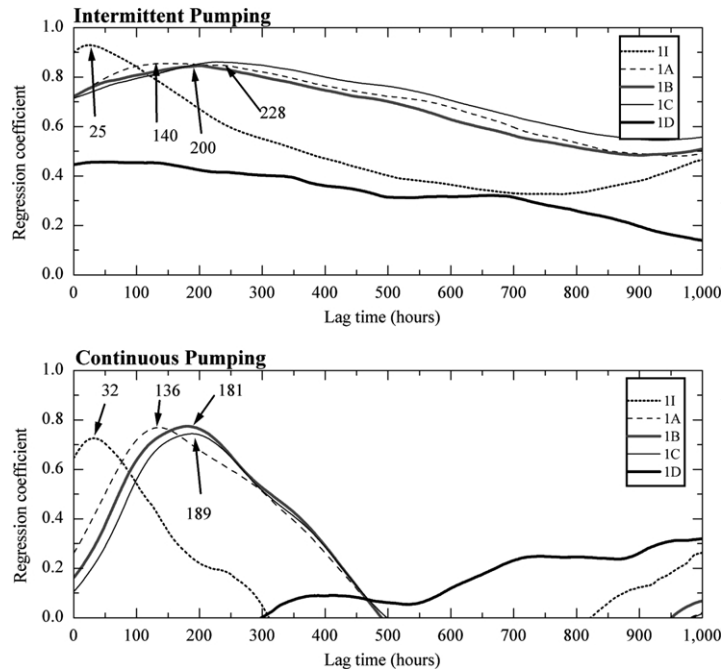 Intermittent Pumping
1.0
0.8
0.6
0.4
0.2
0.0
Regression coefficient
25
140
200
228
1I
1A
1B
1C
1D
0 100 200 300 400 500 600 700 800 900 1,000
Lag time (hours)
Continuous Pumping
1.0
0.8
0.6
0.4
0.2
0.0
Regression coefficient
32 136 181
189
1I
1A
1B
1C
1D
0 100 200 300 400 500 600 700 800 900 1,000
Lag time (hours)